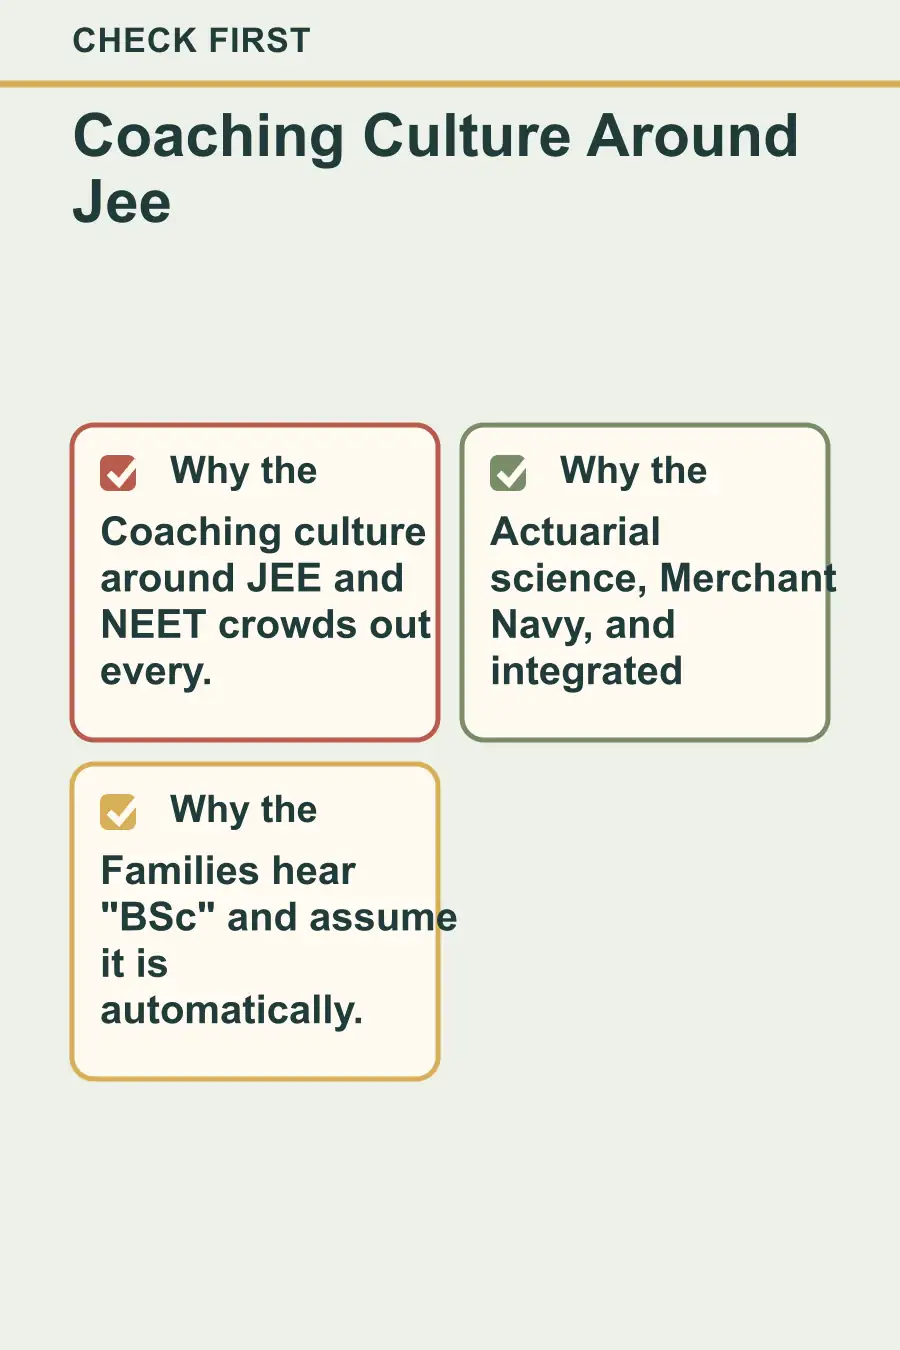 CHECK FIRST
Coaching Culture Around
Jee
Why the
Coaching culture
around JEE and
NEET crowds out
every.
Why the
Actuarial
science, Merchant
Navy, and
integrated
Why the
Families hear
"BSc" and assume
it is
automatically.